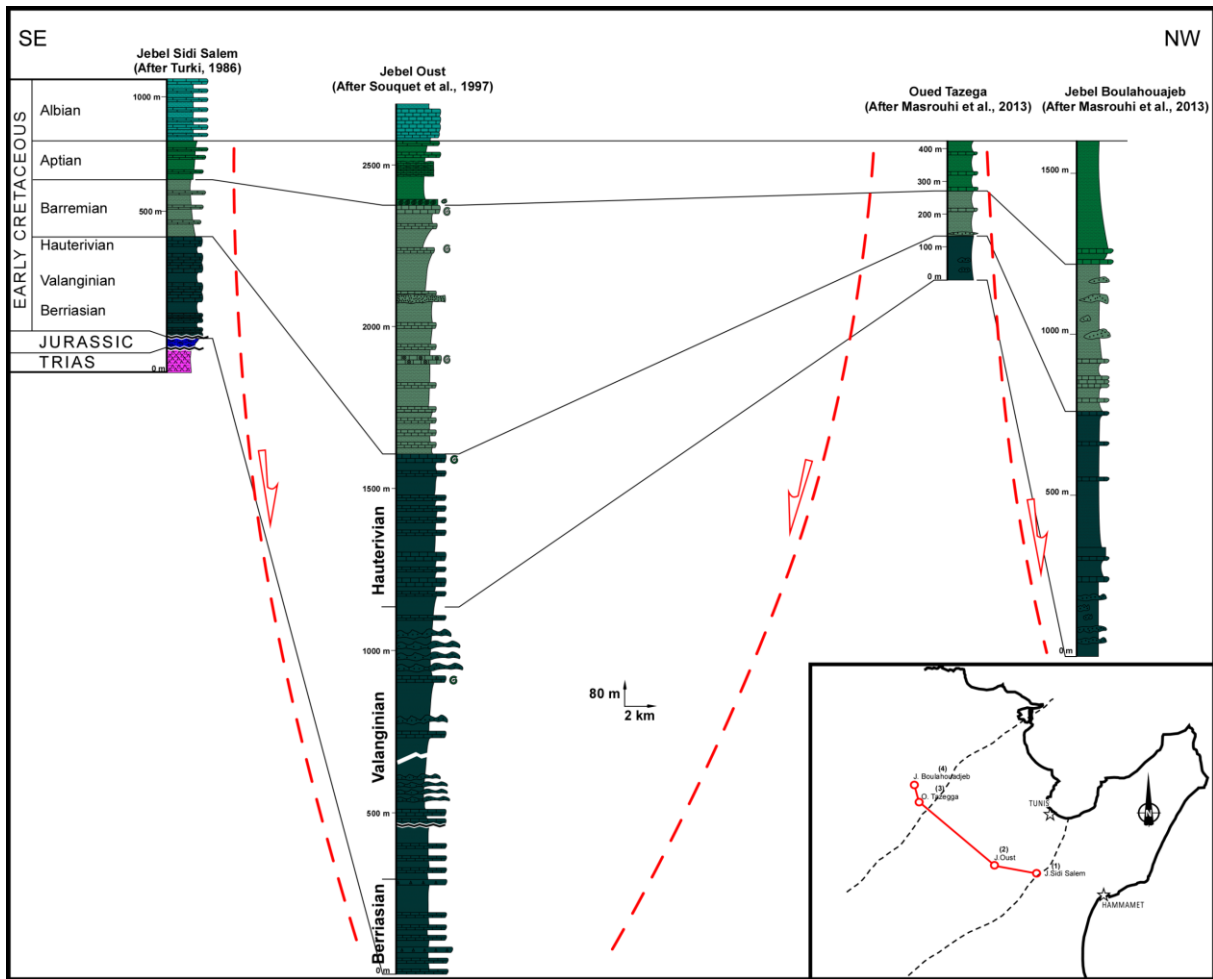 SE
NW
Jebel Sidi Salem
(After Turki, 1986)
Jebel Oust
(After Souquet et al., 1997)
Oued Tazega
(After Masrouhi et al., 2013)
Jebel Boulahouajeb
(After Masrouhi et al., 2013)
EARLY CRETACEOUS
Albian
Aptian
Barremian
Hauterivian
Valanginian
Berriasian
JURASSIC
TRIAS
1000 m
500 m
0 m
2500 m
2000 m
1500 m
1000 m
500 m
0 m
G
G
G
G
G
Hauterivian
Valanginian
Berriasian
400 m
300 m
200 m
100 m
0 m
1500 m
1000 m
500 m
0 m
80 m
2 km
(4)
J. Boulahouadjeb
(3)
O. Tazegga
(2)
J.Oust
(1)
J.Sidi Salem
TUNIS
HAMMAMET
N